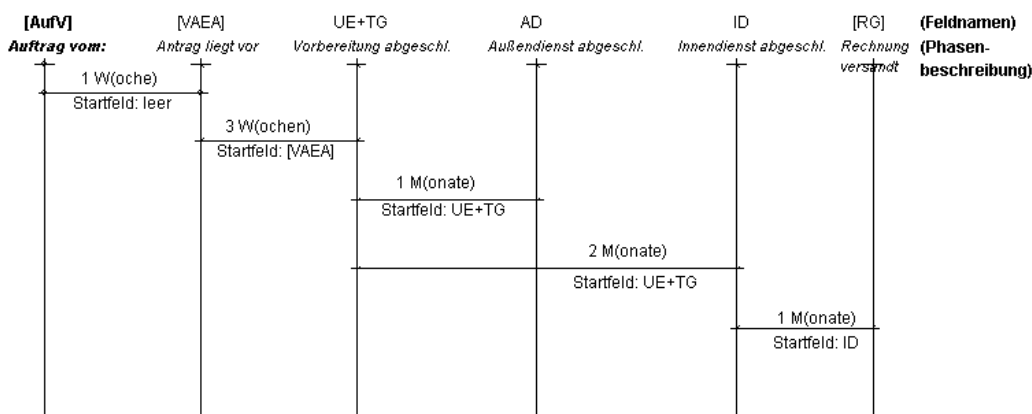 [AufV] [VAEA] UE+TG AD ID [RG] (Feldnamen)
Auftrag vom: Antrag liegt vor Vorbereitung abgeschl. Außendienst abgeschl. Innendienst abgeschl. Rechnung (Phasen-
versandt beschreibung)
1 W(oche)
Startfeld: leer
3 W(ochen)
Startfeld: [VAEA]
1 M(onate)
Startfeld: UE+TG
2 M(onate)
Startfeld: UE+TG
1 M(onate)
Startfeld: ID